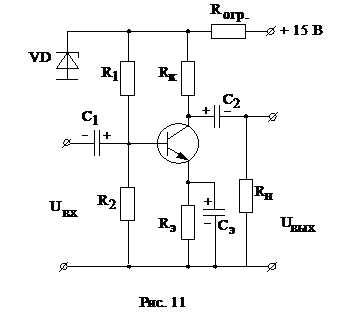 Rогр.
+ 15 В
VD
R1
Rк
C2
+ −
C1
− +
R2
Uвх
Rэ
+
−
Cэ
Rн
Uвых
Рис. 11